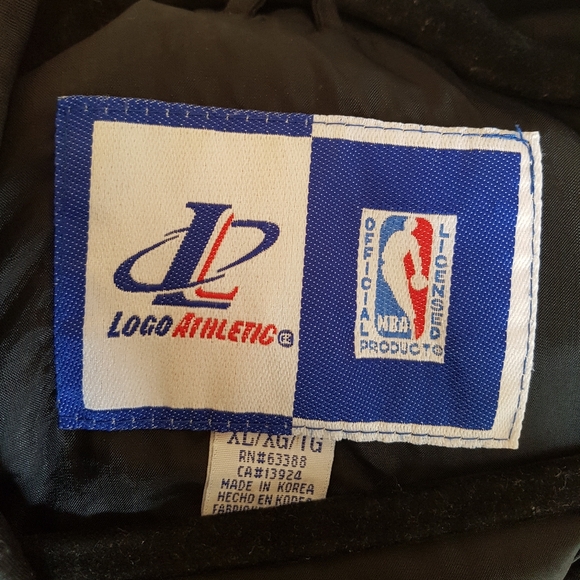 LOGO ATHLETIC
OFFICIAL
LICENSED
NBA
PRODUCT
XL/XG/TG
RN#63388
CA#13924
MADE IN KOREA
HECHO EN KOREA